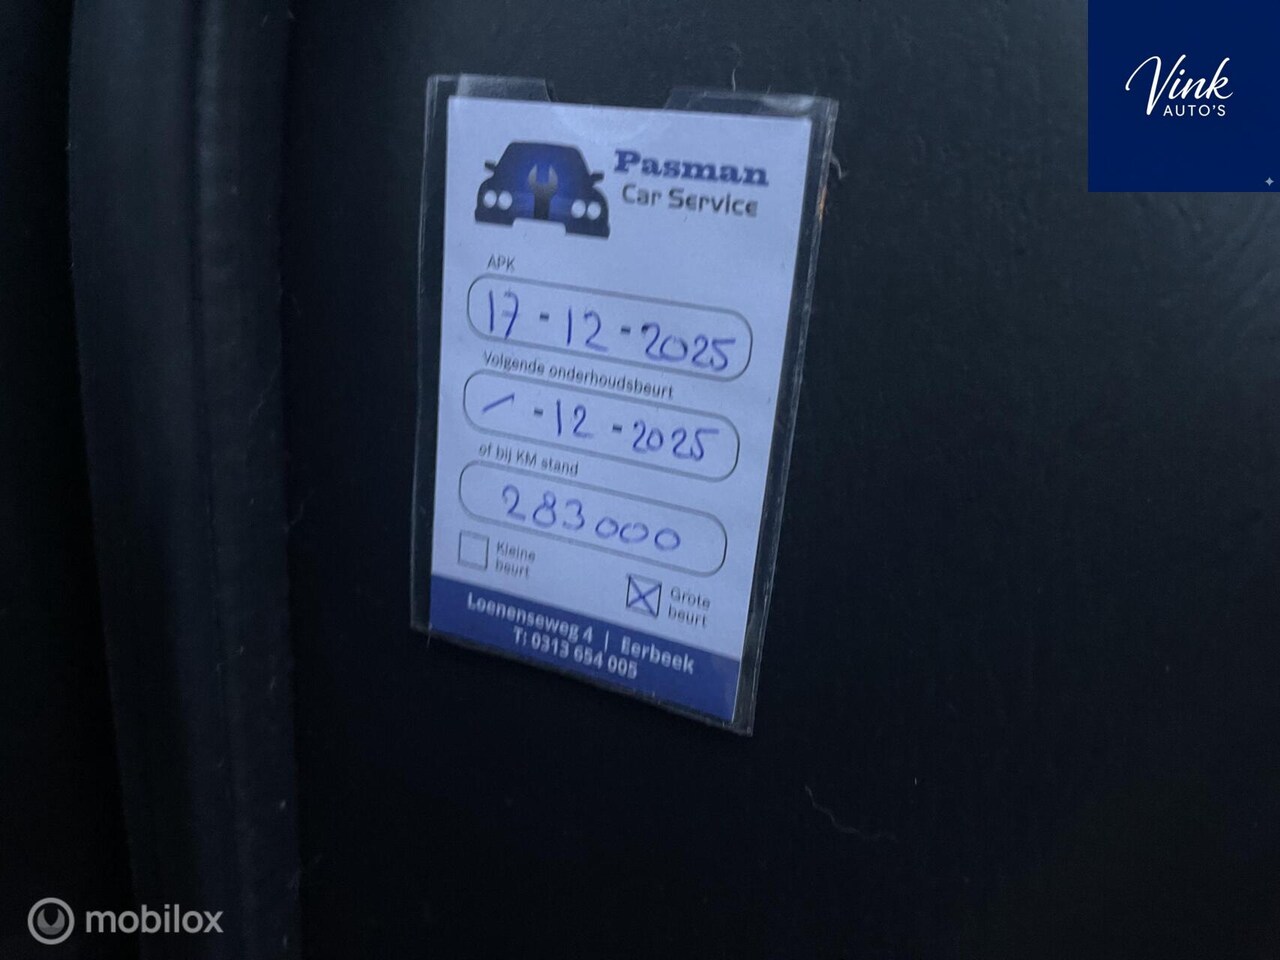 Vink
AUTO'S
Pasman
Car Service
APK
17-12-2025
Volgende onderhoudsbeurt
/ -12-2025
of bij KM stand
283000
Kleine
beurt
Grote
beurt
Loenenseweg 4 | Eerbeek
T: 0313 654 005
mobilox